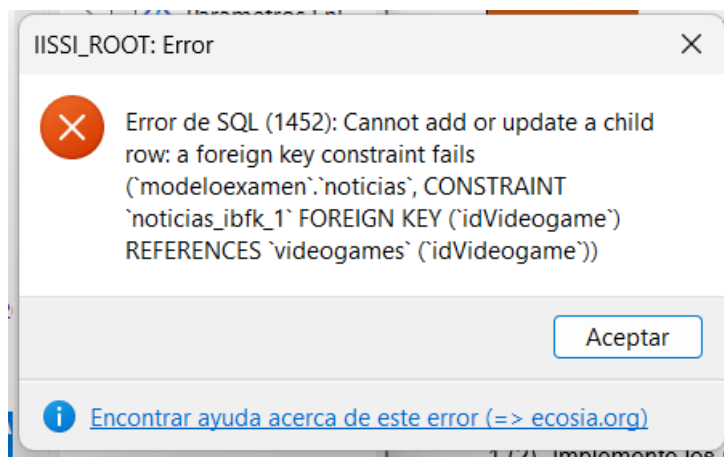 IISSI_ROOT: Error
Error de SQL (1452): Cannot add or update a child
row: a foreign key constraint fails
(`modeloexamen`.`noticias`, CONSTRAINT
`noticias_ibfk_1` FOREIGN KEY (`idVideogame`)
REFERENCES `videogames` (`idVideogame`))
Aceptar
Encontrar ayuda acerca de este error (=> ecosia.org)